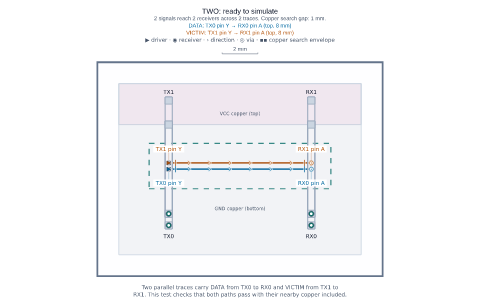 TWO: ready to simulate
2 signals reach 2 receivers across 2 traces. Copper search gap: 1 mm.
DATA: TX0 pin Y → RX0 pin A (top, 8 mm)
VICTIM: TX1 pin Y → RX1 pin A (top, 8 mm)
▶ driver · ◉ receiver · › direction · ◎ via · ▪▪ copper search envelope
2 mm
TX1
RX1
VCC copper (top)
TX1 pin Y
RX1 pin A
TX0 pin Y
RX0 pin A
GND copper (bottom)
TX0
RX0
Two parallel traces carry DATA from TX0 to RX0 and VICTIM from TX1 to
RX1. This test checks that both paths pass with their nearby copper included.